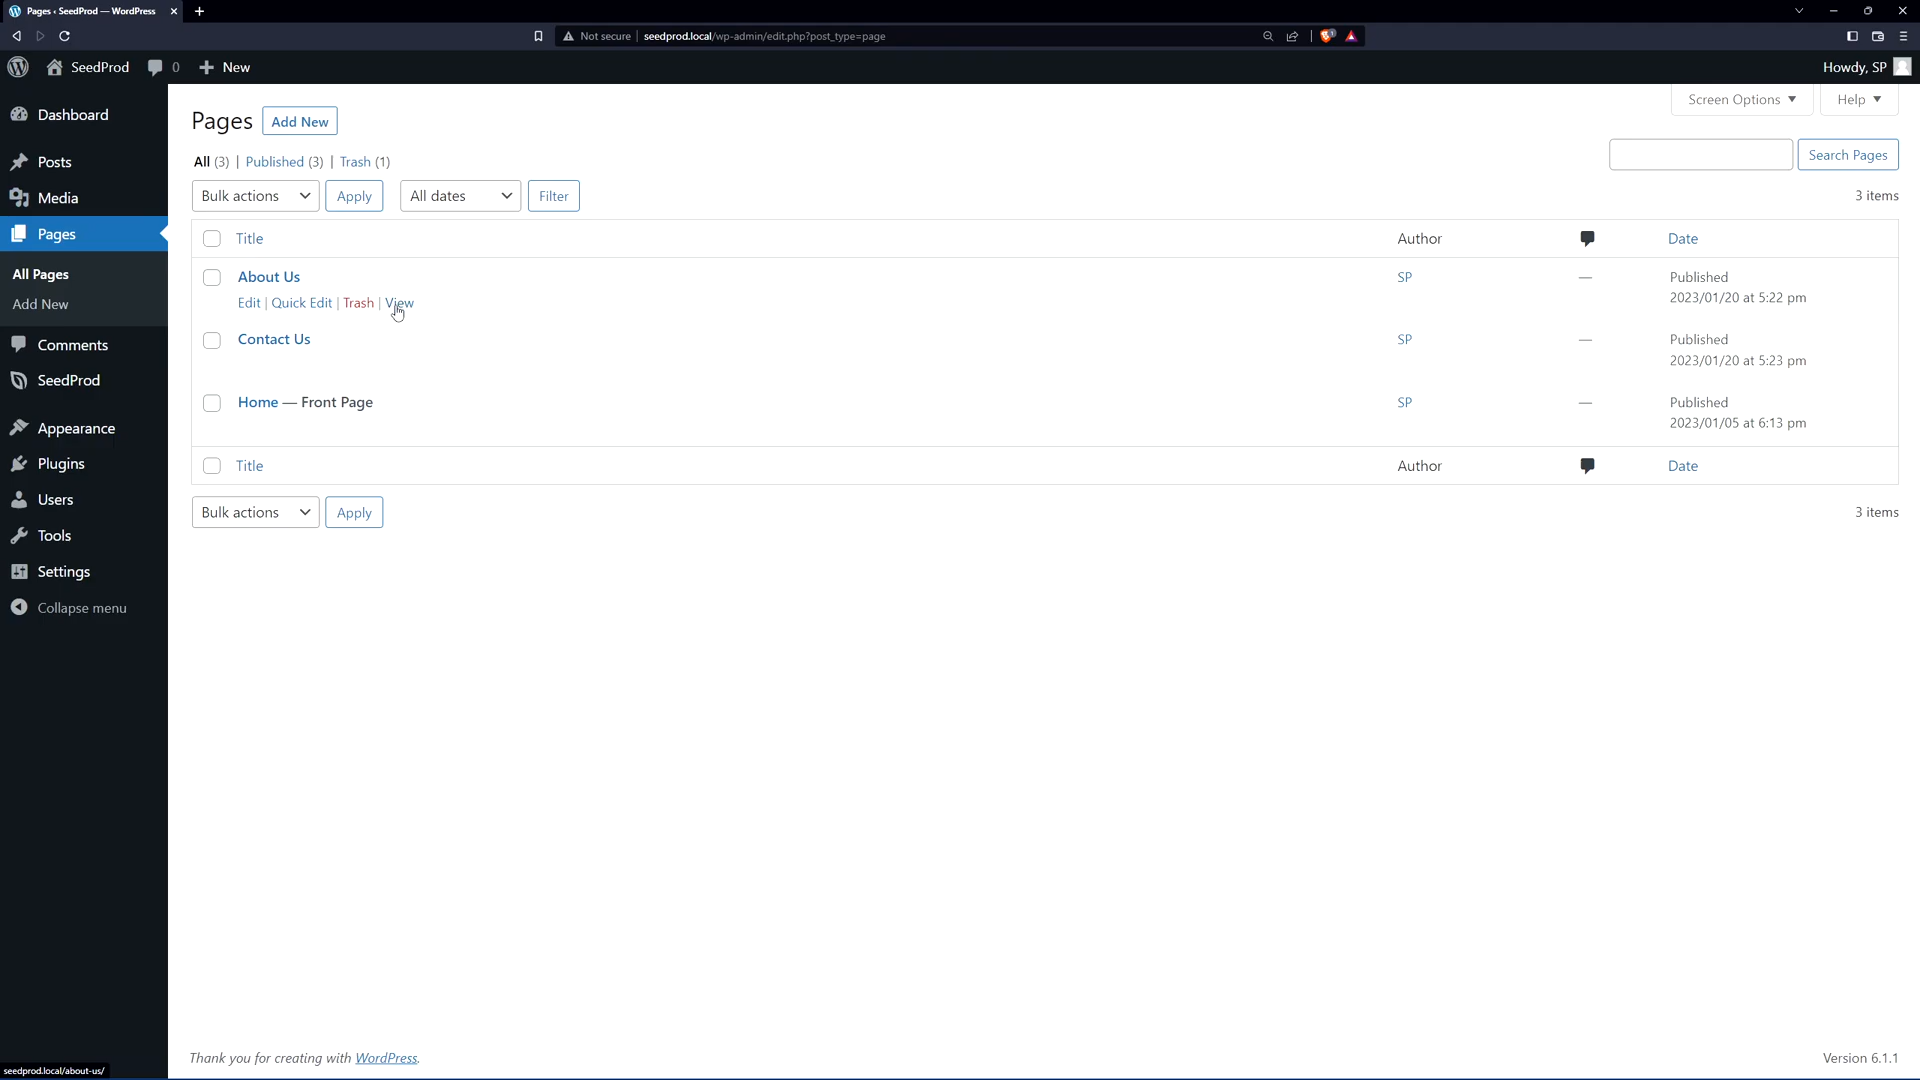 Pages ‹ SeedProd — WordPress
Not secure | seedprod.local/wp-admin/edit.php?post_type=page
SeedProd 0 New
Howdy, SP
Dashboard
Posts
Media
Pages
All Pages
Add New
Comments
SeedProd
Appearance
Plugins
Users
Tools
Settings
Collapse menu
Screen Options Help
Pages Add New
All (3) | Published (3) | Trash (1)
Search Pages
Bulk actions Apply All dates Filter 3 items
Title Author Date
About Us SP — Published
Edit | Quick Edit | Trash | View 2023/01/20 at 5:22 pm
Contact Us SP — Published
2023/01/20 at 5:23 pm
Home — Front Page SP — Published
2023/01/05 at 6:13 pm
Title Author Date
Bulk actions Apply 3 items
Thank you for creating with WordPress. Version 6.1.1
seedprod.local/about-us/